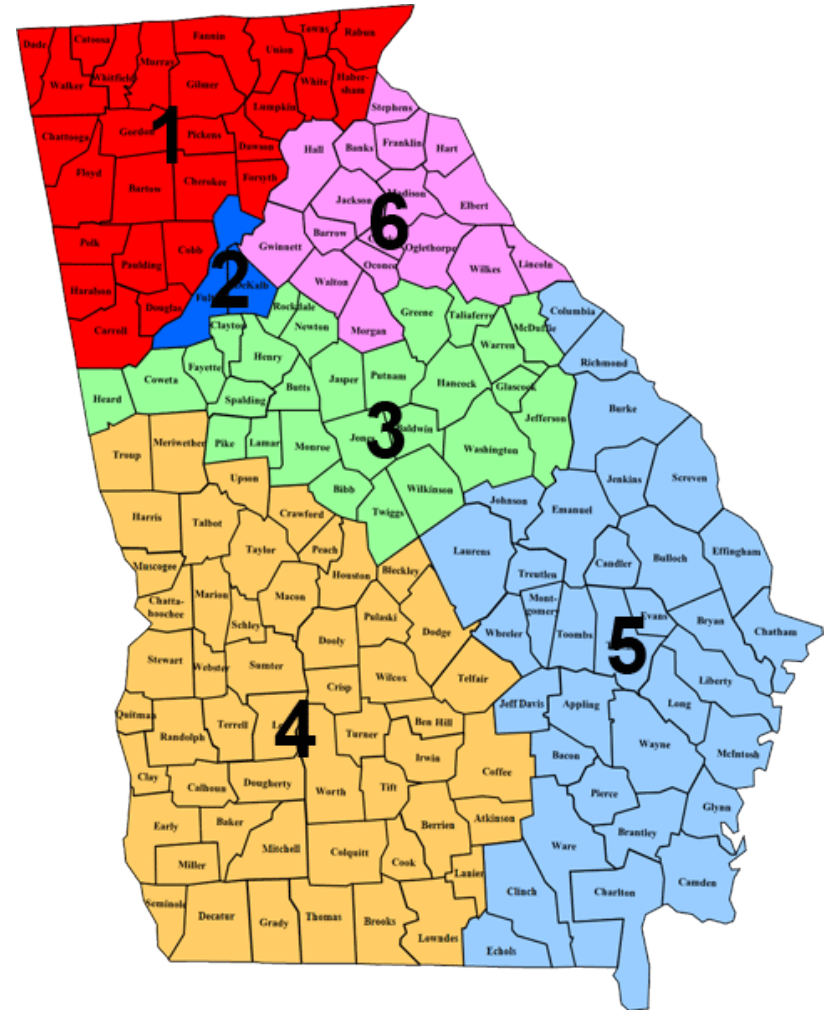 Dade
Catoosa
Fannin
Towns
Rabun
Murray
Union
Walker
Whitfield
Gilmer
White
Haber-
sham
Lumpkin
Stephens
Chattooga
Gordon
1
Pickens
Dawson
Hall
Banks
Franklin
Hart
Floyd
Bartow
Cherokee
Forsyth
Jackson
Madison
6
Elbert
Polk
Paulding
Cobb
Gwinnett
Barrow
Oglethorpe
Oconee
Wilkes
Lincoln
Haralson
Douglas
2
DeKalb
Walton
Carroll
Clayton
Rockdale
Newton
Morgan
Greene
Taliaferro
McDuffie
Columbia
Warren
Richmond
Heard
Coweta
Fayette
Henry
Spalding
Butts
Jasper
Putnam
Hancock
Glascock
Jefferson
Burke
Troup
Meriwether
Pike
Lamar
Monroe
Jones
3
Baldwin
Washington
Upson
Bibb
Wilkinson
Twiggs
Johnson
Emanuel
Jenkins
Screven
Harris
Talbot
Crawford
Taylor
Peach
Houston
Bleckley
Laurens
Treutlen
Candler
Bulloch
Effingham
Muscogee
Chatta-
hoochee
Marion
Macon
Schley
Dooly
Pulaski
Dodge
Wheeler
Mont-
gomery
Toombs
5
Evans
Bryan
Chatham
Stewart
Webster
Sumter
Crisp
Wilcox
Telfair
Jeff Davis
Appling
Long
Liberty
Quitman
Randolph
Terrell
4
Turner
Ben Hill
Irwin
Coffee
Bacon
Wayne
McIntosh
Clay
Calhoun
Dougherty
Worth
Tift
Pierce
Glynn
Early
Baker
Mitchell
Berrien
Atkinson
Ware
Brantley
Miller
Colquitt
Cook
Lanier
Clinch
Charlton
Camden
Seminole
Decatur
Grady
Thomas
Brooks
Lowndes
Echols